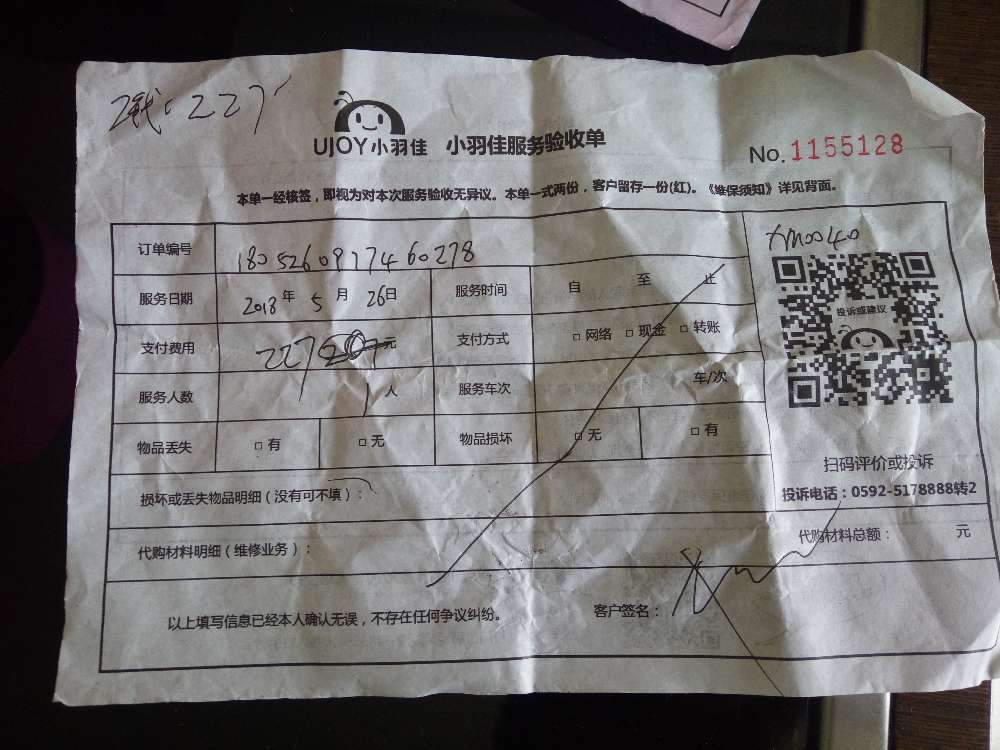 227
UJOY小羽佳 小羽佳服务验收单
No.1155128
本单一经核签，即视为对本次服务验收无异议。本单一式两份，客户留存一份(红)。《维保须知》详见背面。
订单编号 1805260977460278
XM0040
服务日期 2018年5月26日 服务时间 自 至 止
投诉或建议
支付费用 227 元 支付方式 □网络 □现金 □转账
服务人数 1人 服务车次 车/次
物品丢失 □有 □无 物品损坏 □无 □有
扫码评价或投诉
损坏或丢失物品明细（没有可不填）：
投诉电话：0592-5178888转2
代购材料明细（维修业务）： 代购材料总额： 元
以上填写信息已经本人确认无误，不存在任何争议纠纷。 客户签名：